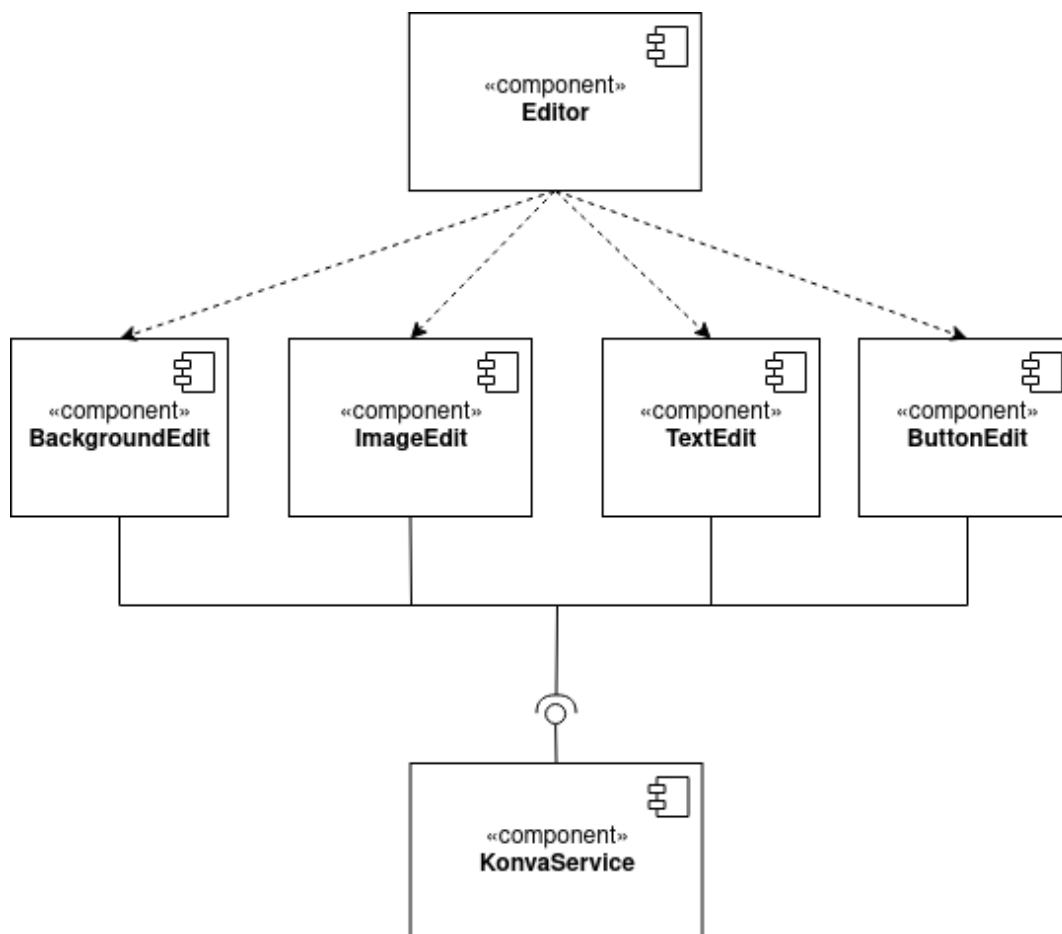 «component»
Editor
«component»
BackgroundEdit
«component»
ImageEdit
«component»
TextEdit
«component»
ButtonEdit
«component»
KonvaService